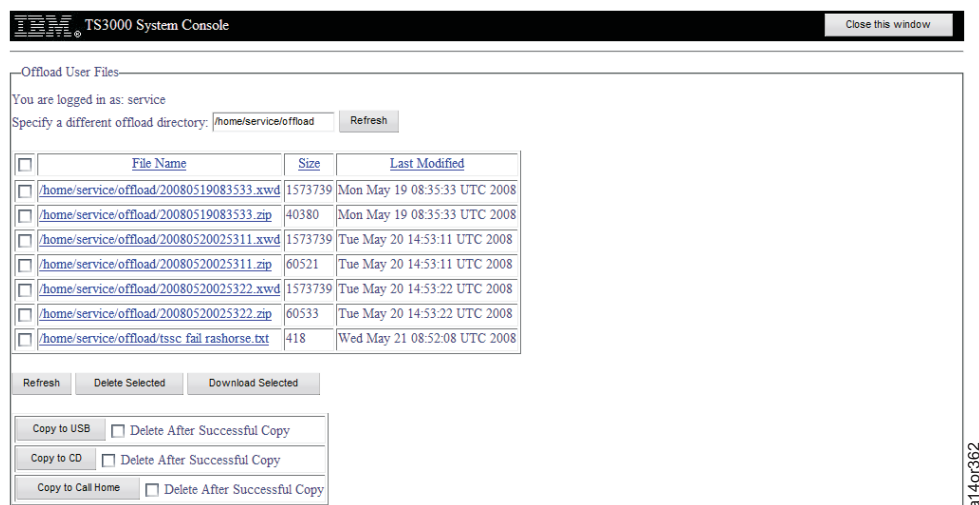 IBM® TS3000 System Console
Close this window
Offload User Files
You are logged in as: service
Specify a different offload directory: /home/service/offload Refresh
File Name Size Last Modified
/home/service/offload/20080519083533.xwd 1573739 Mon May 19 08:35:33 UTC 2008
/home/service/offload/20080519083533.zip 40380 Mon May 19 08:35:33 UTC 2008
/home/service/offload/20080520025311.xwd 1573739 Tue May 20 14:53:11 UTC 2008
/home/service/offload/20080520025311.zip 60521 Tue May 20 14:53:11 UTC 2008
/home/service/offload/20080520025322.xwd 1573739 Tue May 20 14:53:22 UTC 2008
/home/service/offload/20080520025322.zip 60533 Tue May 20 14:53:22 UTC 2008
/home/service/offload/tssc fail rashorse.txt 418 Wed May 21 08:52:08 UTC 2008
Refresh Delete Selected Download Selected
Copy to USB Delete After Successful Copy
Copy to CD Delete After Successful Copy
Copy to Call Home Delete After Successful Copy
a14or362